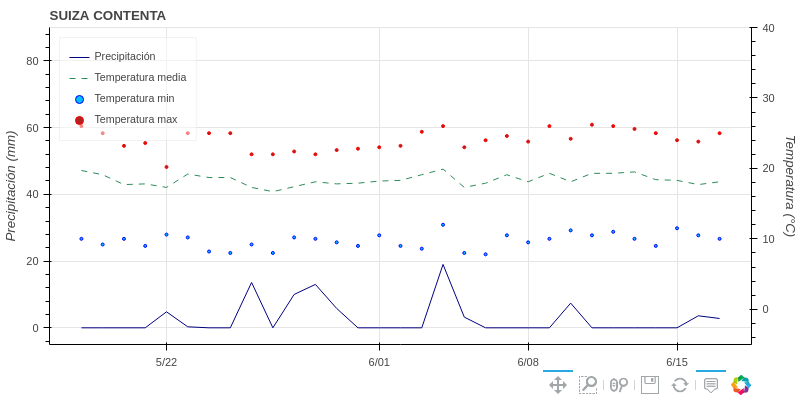 SUIZA CONTENTA
Precipitación
Temperatura media
Temperatura min
Temperatura max
Precipitación (mm)
80
60
40
20
0
Temperatura (°C)
40
30
20
10
0
5/22
6/01
6/08
6/15